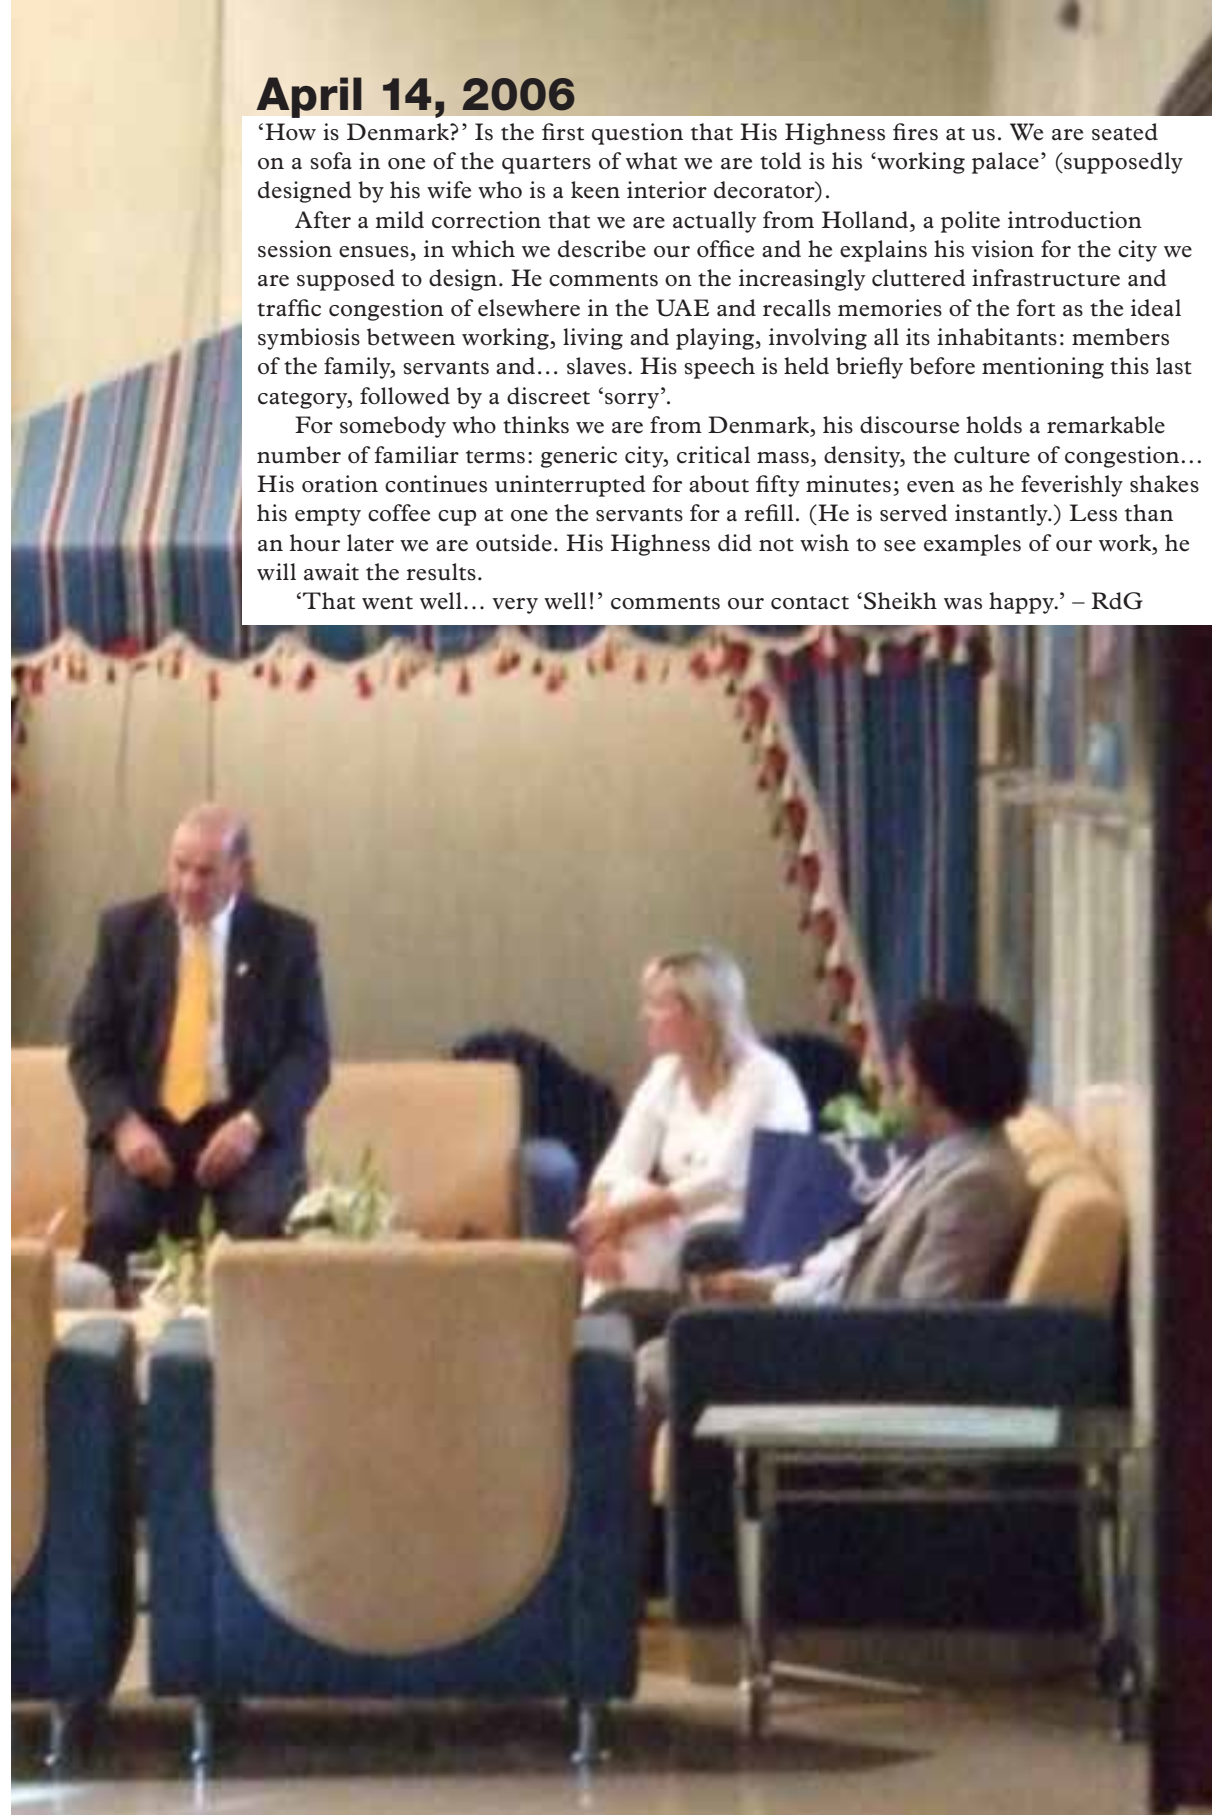 April 14, 2006
‘How is Denmark?’ Is the first question that His Highness fires at us. We are seated
on a sofa in one of the quarters of what we are told is his ‘working palace’ (supposedly
designed by his wife who is a keen interior decorator).
After a mild correction that we are actually from Holland, a polite introduction
session ensues, in which we describe our office and he explains his vision for the city we
are supposed to design. He comments on the increasingly cluttered infrastructure and
traffic congestion of elsewhere in the UAE and recalls memories of the fort as the ideal
symbiosis between working, living and playing, involving all its inhabitants: members
of the family, servants and… slaves. His speech is held briefly before mentioning this last
category, followed by a discreet ‘sorry’.
For somebody who thinks we are from Denmark, his discourse holds a remarkable
number of familiar terms: generic city, critical mass, density, the culture of congestion…
His oration continues uninterrupted for about fifty minutes; even as he feverishly shakes
his empty coffee cup at one the servants for a refill. (He is served instantly.) Less than
an hour later we are outside. His Highness did not wish to see examples of our work, he
will await the results.
‘That went well… very well!’ comments our contact ‘Sheikh was happy.’ – RdG